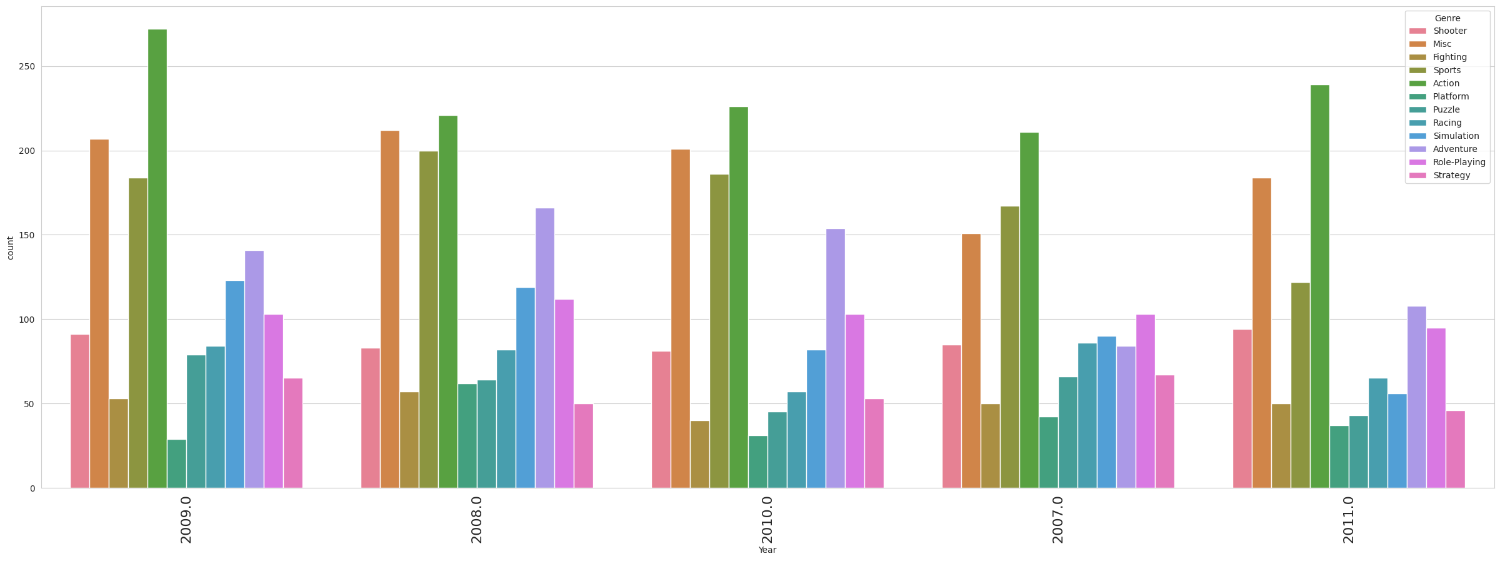 Genre
Shooter
Misc
Fighting
Sports
Action
Platform
Puzzle
Racing
Simulation
Adventure
Role-Playing
Strategy
250
200
150
100
50
0
count
2009.0
2008.0
2010.0
2007.0
2011.0
Year